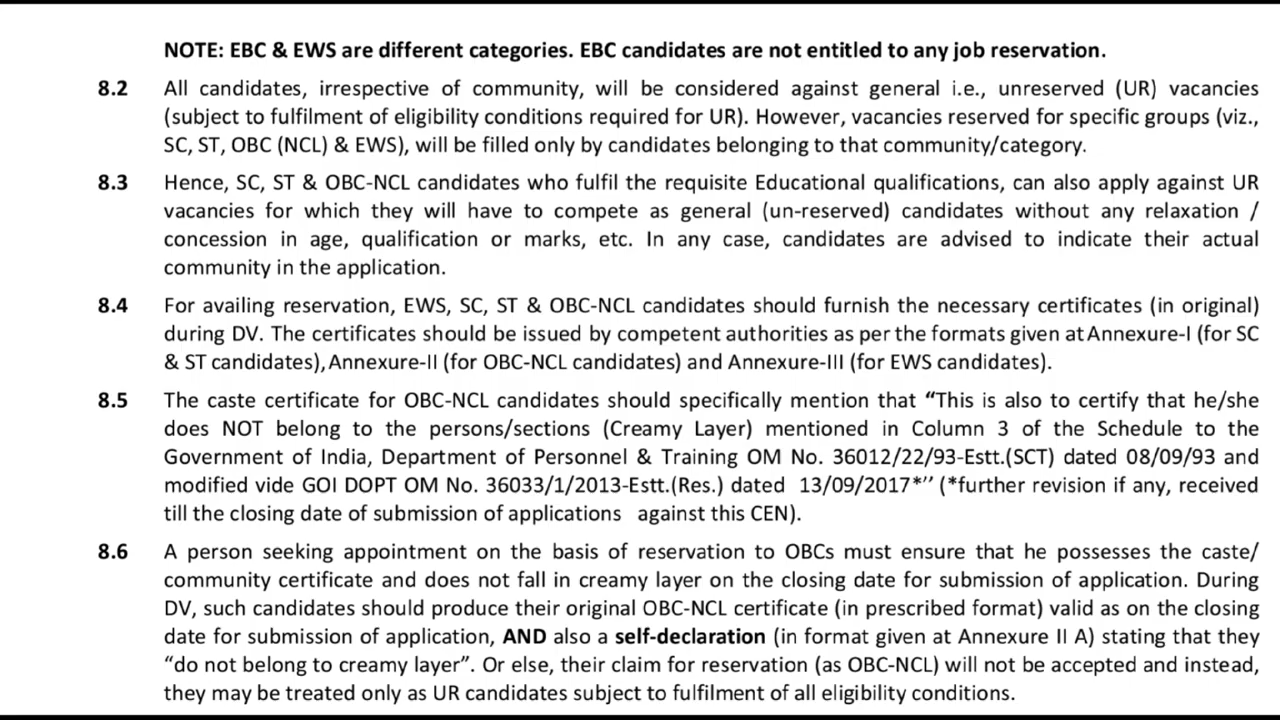 NOTE: EBC & EWS are different categories. EBC candidates are not entitled to any job reservation.
8.2 All candidates, irrespective of community, will be considered against general i.e., unreserved (UR) vacancies
(subject to fulfilment of eligibility conditions required for UR). However, vacancies reserved for specific groups (viz.,
SC, ST, OBC (NCL) & EWS), will be filled only by candidates belonging to that community/category.
8.3 Hence, SC, ST & OBC-NCL candidates who fulfil the requisite Educational qualifications, can also apply against UR
vacancies for which they will have to compete as general (un-reserved) candidates without any relaxation /
concession in age, qualification or marks, etc. In any case, candidates are advised to indicate their actual
community in the application.
8.4 For availing reservation, EWS, SC, ST & OBC-NCL candidates should furnish the necessary certificates (in original)
during DV. The certificates should be issued by competent authorities as per the formats given at Annexure-I (for SC
& ST candidates), Annexure-II (for OBC-NCL candidates) and Annexure-III (for EWS candidates).
8.5 The caste certificate for OBC-NCL candidates should specifically mention that “This is also to certify that he/she
does NOT belong to the persons/sections (Creamy Layer) mentioned in Column 3 of the Schedule to the
Government of India, Department of Personnel & Training OM No. 36012/22/93-Estt.(SCT) dated 08/09/93 and
modified vide GOI DOPT OM No. 36033/1/2013-Estt.(Res.) dated 13/09/2017*’’ (*further revision if any, received
till the closing date of submission of applications against this CEN).
8.6 A person seeking appointment on the basis of reservation to OBCs must ensure that he possesses the caste/
community certificate and does not fall in creamy layer on the closing date for submission of application. During
DV, such candidates should produce their original OBC-NCL certificate (in prescribed format) valid as on the closing
date for submission of application, AND also a self-declaration (in format given at Annexure II A) stating that they
“do not belong to creamy layer”. Or else, their claim for reservation (as OBC-NCL) will not be accepted and instead,
they may be treated only as UR candidates subject to fulfilment of all eligibility conditions.